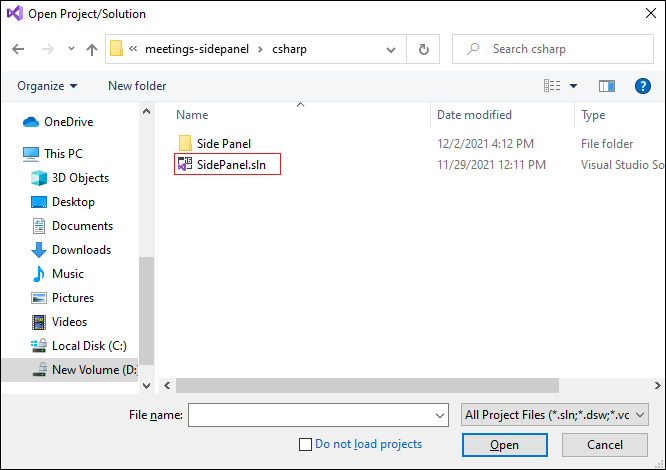 Open Project/Solution
« meetings-sidepanel › csharp
Search csharp
Organize
New folder
Name
Date modified
Type
OneDrive
This PC
3D Objects
Desktop
Documents
Downloads
Music
Pictures
Videos
Local Disk (C:)
New Volume (D:
Side Panel
12/2/2021 4:12 PM
File folder
SidePanel.sln
11/29/2021 12:11 PM
Visual Studio So
File name:
All Project Files (*.sln;*.dsw;*.vc
Do not load projects
Open
Cancel